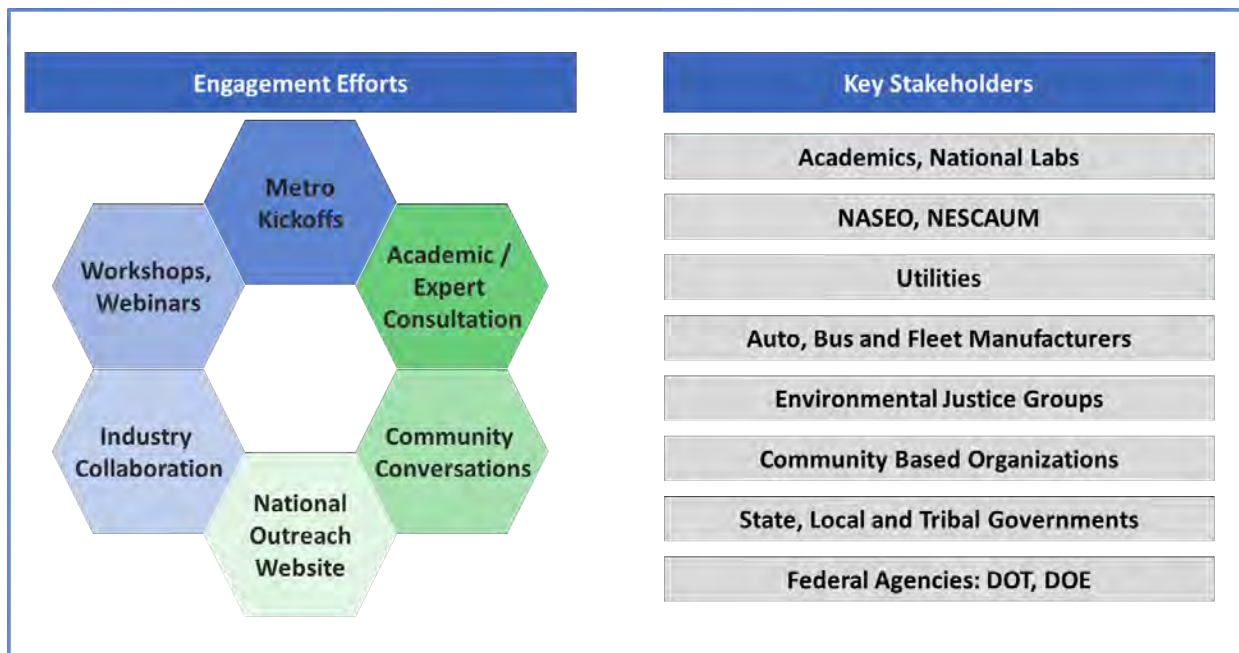 Engagement Efforts
Metro
Kickoffs
Academic /
Expert
Consultation
Community
Conversations
National
Outreach
Website
Industry
Collaboration
Workshops,
Webinars
Key Stakeholders
Academics, National Labs
NASEO, NESCAUM
Utilities
Auto, Bus and Fleet Manufacturers
Environmental Justice Groups
Community Based Organizations
State, Local and Tribal Governments
Federal Agencies: DOT, DOE